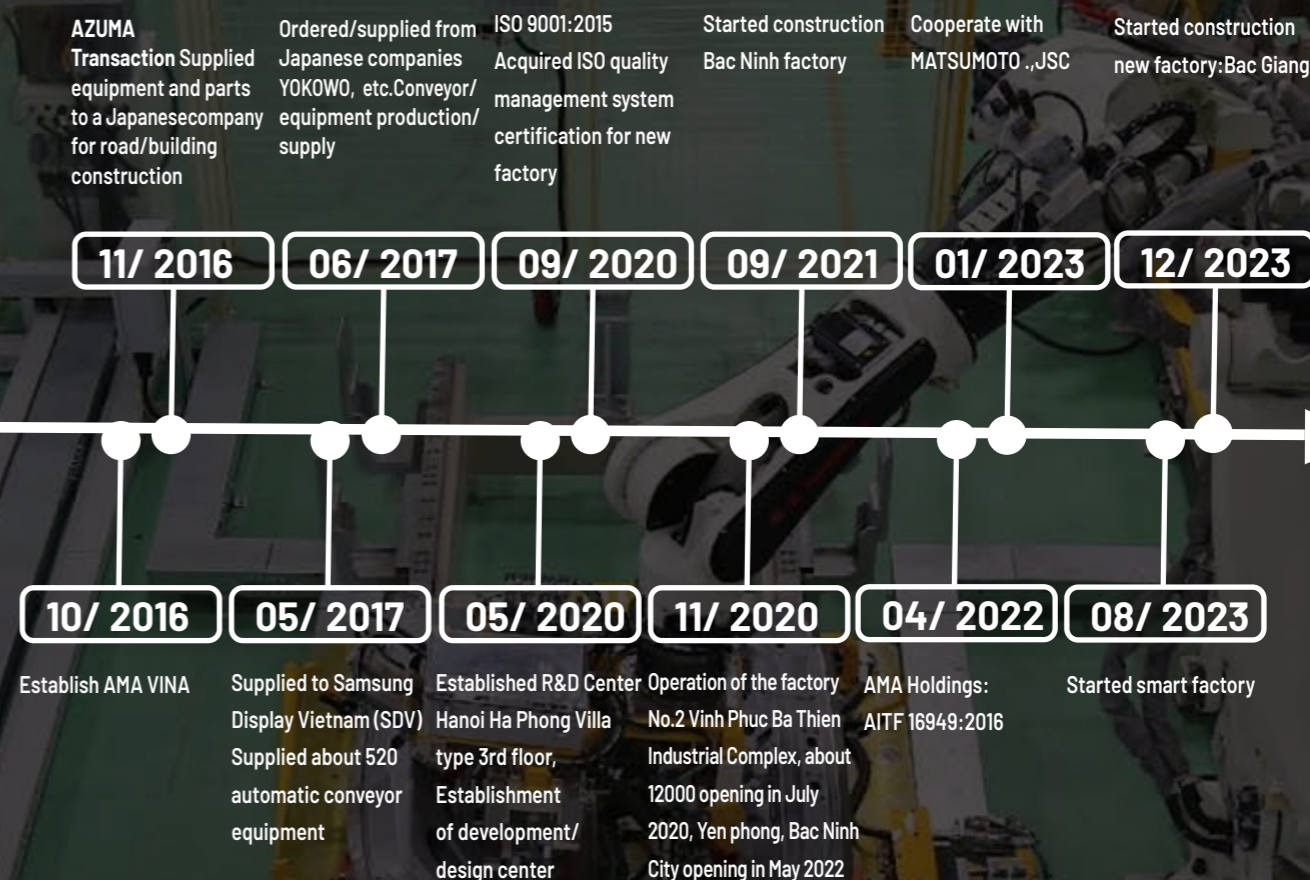 AZUMA
Transaction Supplied
equipment and parts
to a Japanesecompany
for road/building
construction
Ordered/supplied from
Japanese companies
YOKOWO, etc.Conveyor/
equipment production/
supply
ISO 9001:2015
Acquired ISO quality
management system
certification for new
factory
Started construction
Bac Ninh factory
Cooperate with
MATSUMOTO .,JSC
Started construction
new factory:Bac Giang
11/ 2016
06/ 2017
09/ 2020
09/ 2021
01/ 2023
12/ 2023
10/ 2016
05/ 2017
05/ 2020
11/ 2020
04/ 2022
08/ 2023
Establish AMA VINA
Supplied to Samsung
Display Vietnam (SDV)
Supplied about 520
automatic conveyor
equipment
Established R&D Center
Hanoi Ha Phong Villa
type 3rd floor,
Establishment
of development/
design center
Operation of the factory
No.2 Vinh Phuc Ba Thien
Industrial Complex, about
12000 opening in July
2020, Yen phong, Bac Ninh
City opening in May 2022
AMA Holdings:
AITF 16949:2016
Started smart factory